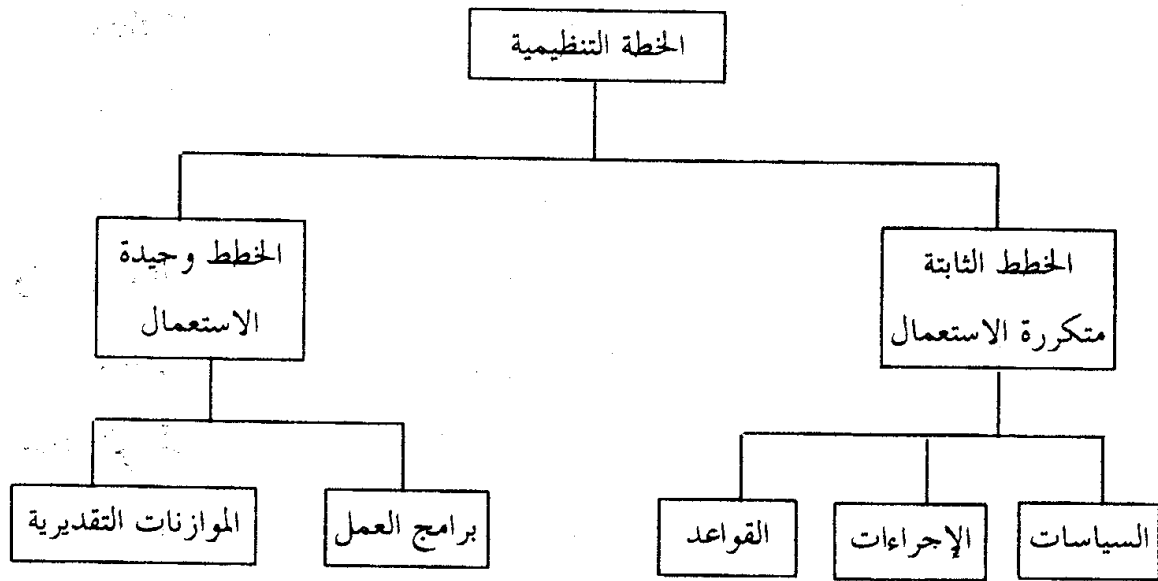 الخطة التنظيمية
الخطط الثابتة
متكررة الاستعمال
الخطط وحيدة
الاستعمال
السياسات
الإجراءات
القواعد
برامج العمل
الموازنات التقديرية